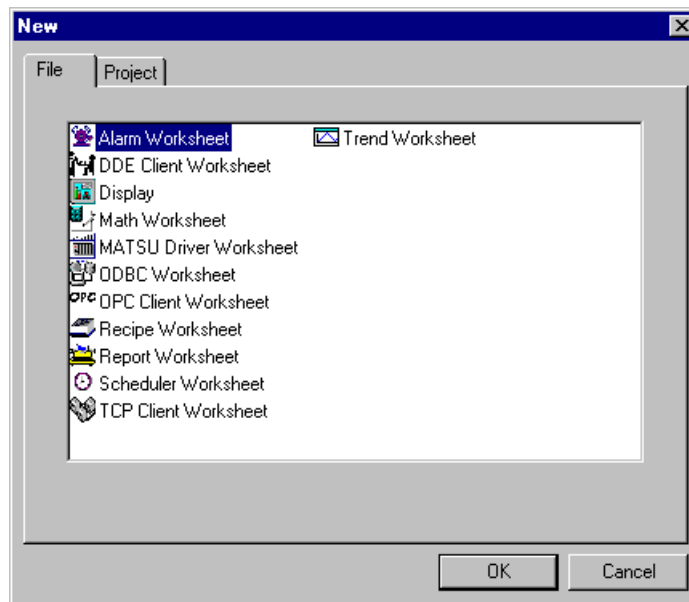 New
File Project
Alarm Worksheet Trend Worksheet
DDE Client Worksheet
Display
Math Worksheet
MATSU Driver Worksheet
ODBC Worksheet
OPC OPC Client Worksheet
Recipe Worksheet
Report Worksheet
Scheduler Worksheet
TCP Client Worksheet
OK Cancel